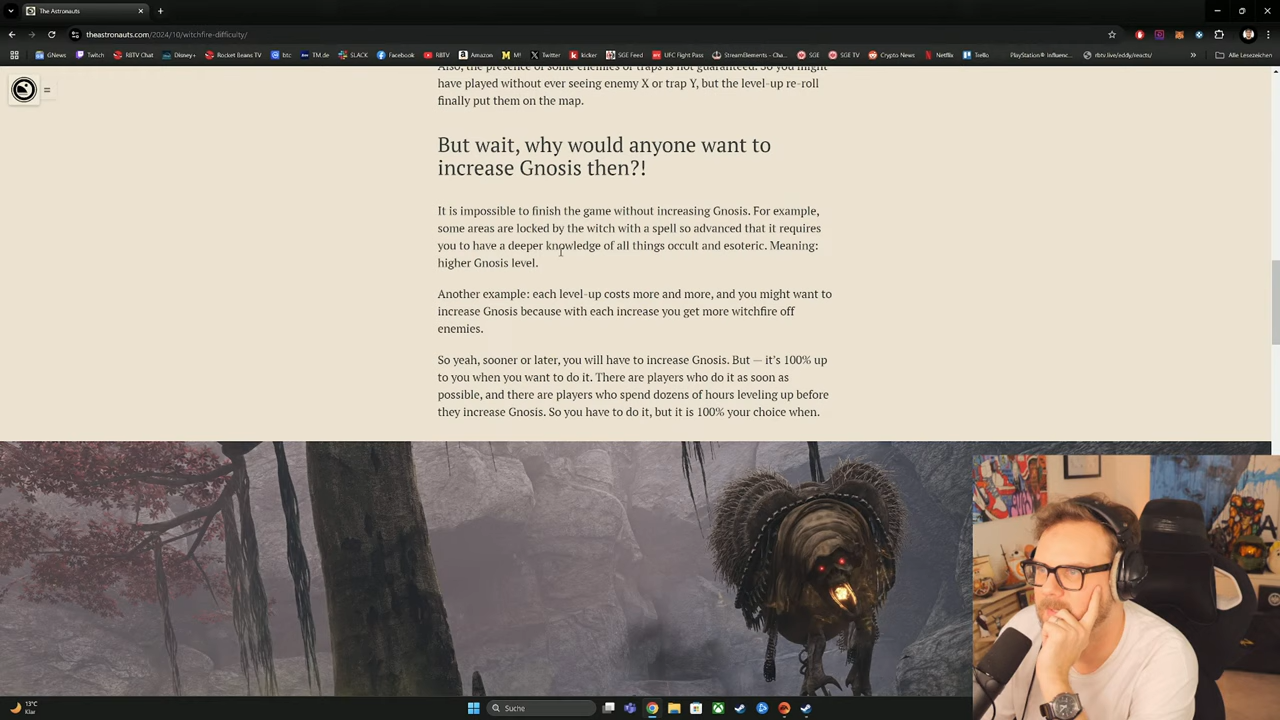 The Astronauts
theastronauts.com/2024/10/witchfire-difficulty/
GNews
Twitch
Disney+
Rocket Beans TV
btc
TM de
SLACK
Facebook
RBTV
Amazon
M
Twitter
kicker
SGE Feed
UFC Fight Pass
StreamElements - Cham...
SGE
SGE TV
Crypto News
Netflix
Trello
PlayStation® Influenc...
rbtv.live/eddy/reacts/
Alle Lesezeichen
Also, the presence of some enemies or traps is not guaranteed. So you might
have played without ever seeing enemy X or trap Y, but the level-up re-roll
finally put them on the map.
But wait, why would anyone want to
increase Gnosis then?!
It is impossible to finish the game without increasing Gnosis. For example,
some areas are locked by the witch with a spell so advanced that it requires
you to have a deeper knowledge of all things occult and esoteric. Meaning:
higher Gnosis level.
Another example: each level-up costs more and more, and you might want to
increase Gnosis because with each increase you get more witchfire off
enemies.
So yeah, sooner or later, you will have to increase Gnosis. But — it's 100% up
to you when you want to do it. There are players who do it as soon as
possible, and there are players who spend dozens of hours leveling up before
they increase Gnosis. So you have to do it, but it is 100% your choice when.
13°C
Klar
Suche